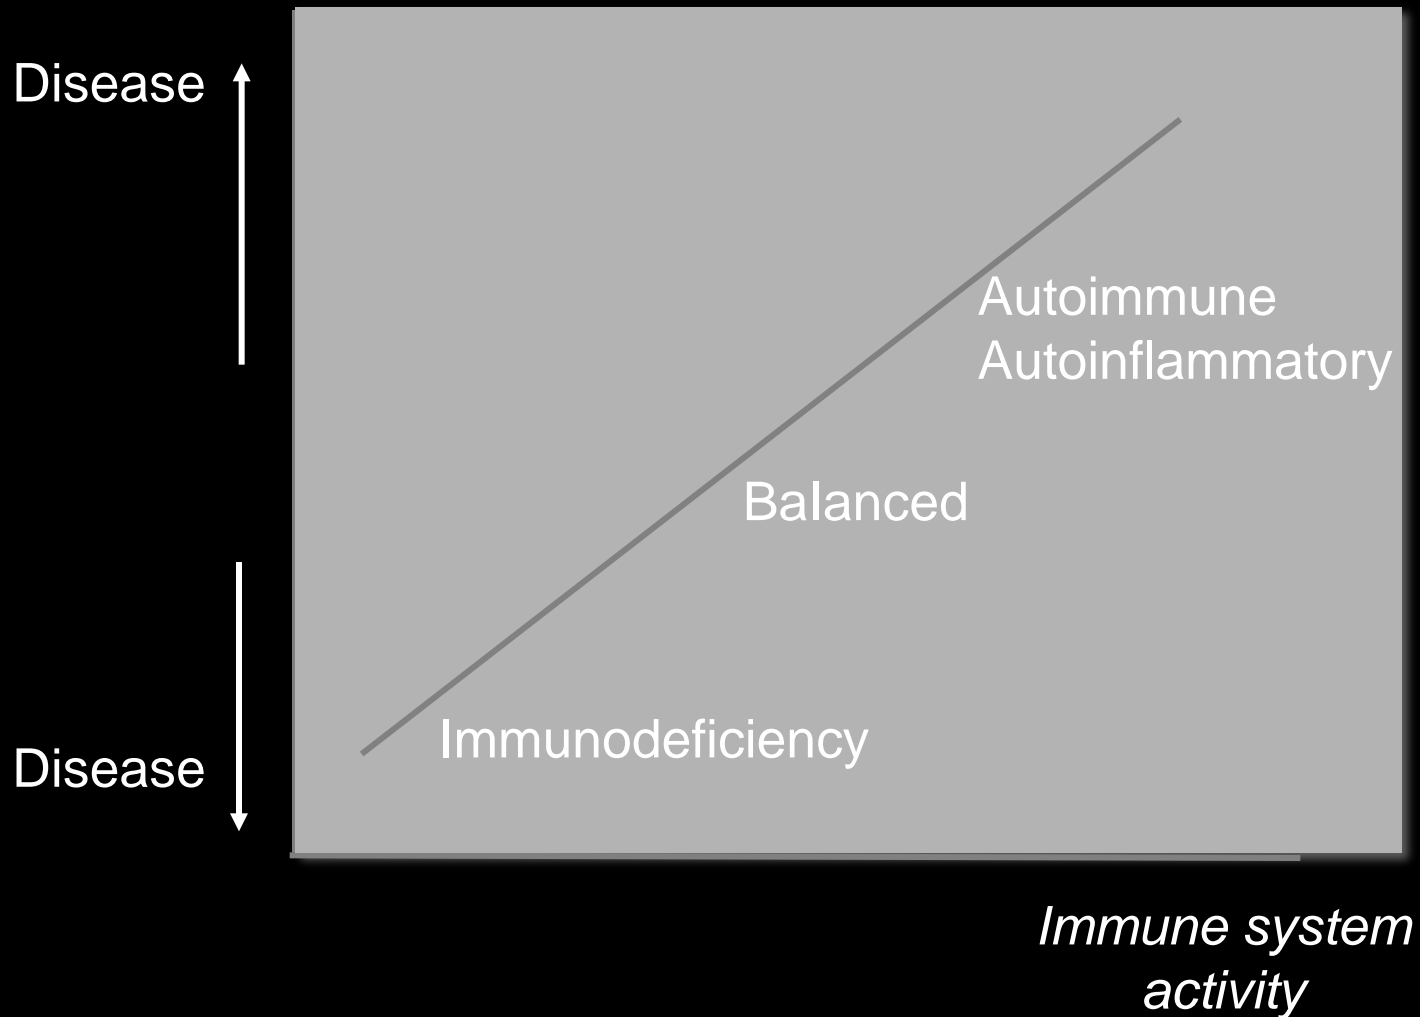 Disease
Autoimmune
Autoinflammatory
Balanced
Immunodeficiency
Disease
Immune system
activity